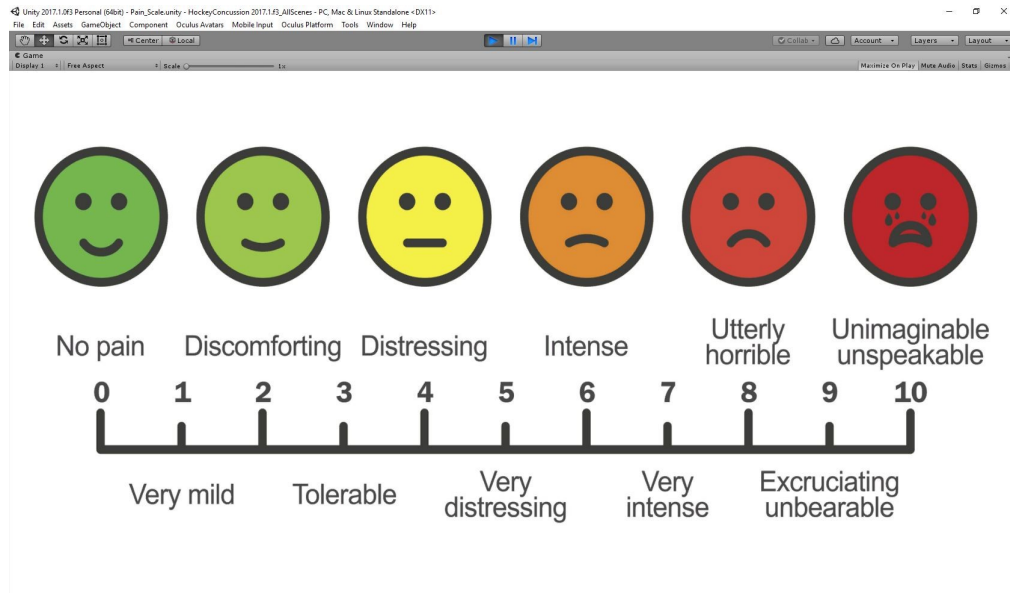 Unity 2017.1.0f3 Personal (64bit) - Pain_Scale.unity - HockeyConcussion 2017.1.f3_AllScenes - PC, Mac & Linux Standalone <DX11>
File Edit Assets GameObject Component Oculus Avatars Mobile Input Oculus Platform Tools Window Help
Center Local Collab Account Layers Layout
Game
Display 1 Free Aspect Scale 1x Maximize On Play Mute Audio Stats Gizmos
No pain Discomforting Distressing Intense Utterly horrible Unimaginable unspeakable
0 1 2 3 4 5 6 7 8 9 10
Very mild Tolerable Very distressing Very intense Excruciating unbearable